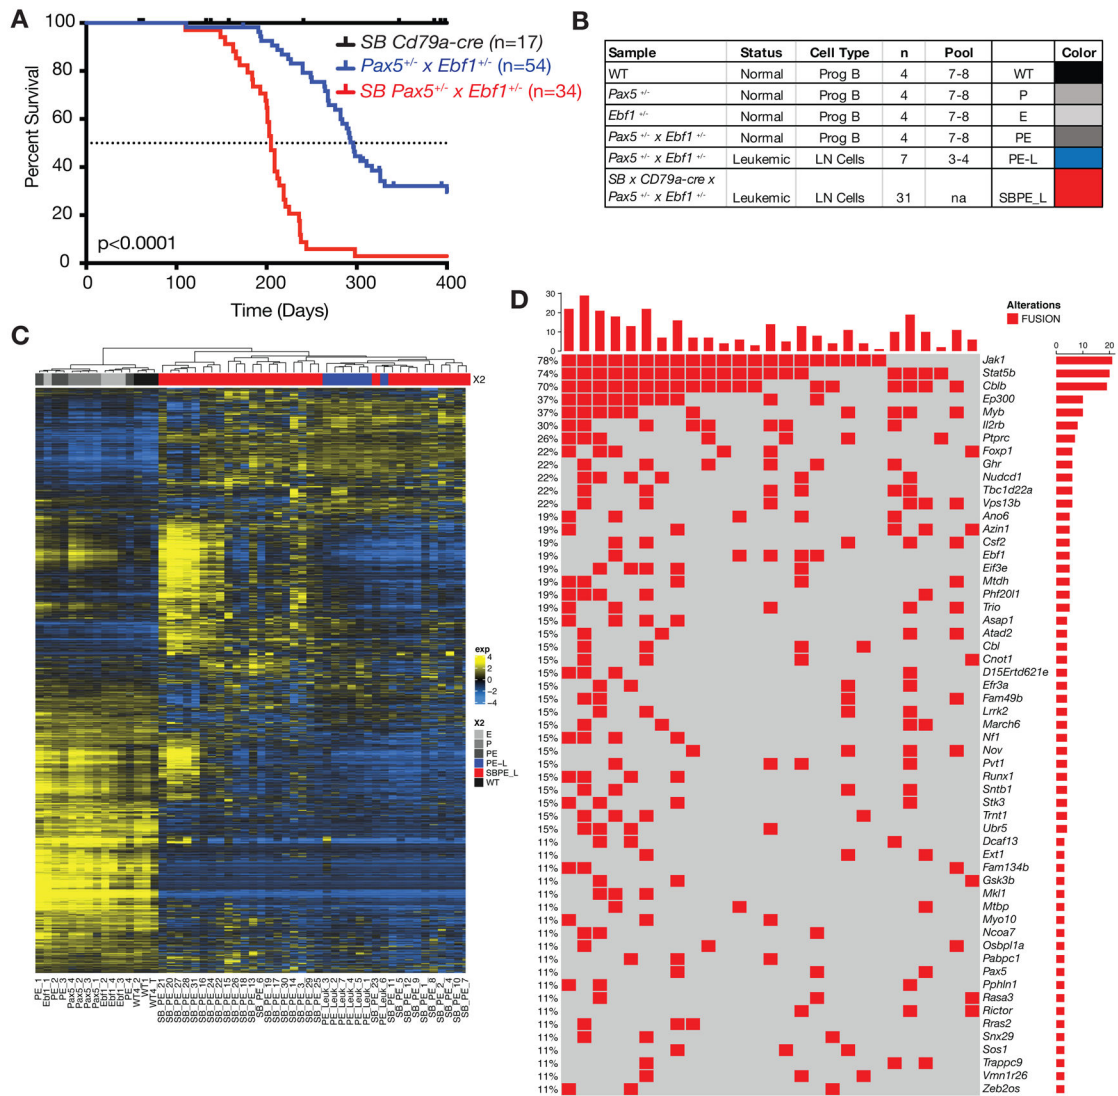 A
100
80
60
40
20
0
Percent Survival
0 100 200 300 400
Time (Days)
SB Cd79a-cre (n=17)
Pax5+/- x Ebf1+/- (n=54)
SB Pax5+/- x Ebf1+/- (n=34)
p<0.0001
B
Sample Status Cell Type n Pool Color
WT Normal Prog B 4 7-8 WT
Pax5 +/- Normal Prog B 4 7-8 P
Ebf1 +/- Normal Prog B 4 7-8 E
Pax5 +/- x Ebf1 +/- Normal Prog B 4 7-8 PE
Pax5 +/- x Ebf1 +/- Leukemic LN Cells 7 3-4 PE-L
SB x CD79a-cre x
Pax5 +/- x Ebf1 +/- Leukemic LN Cells 31 na SBPE_L
C
X2
exp
4
2
0
−2
−4
X2
E
P
PE
PE−L
SBPE_L
WT
D
30
20
10
0
Alterations
FUSION
0 10 20
78% Jak1
74% Stat5b
70% Cblb
37% Ep300
37% Myb
30% Il2rb
26% Ptprc
22% Foxp1
22% Ghr
22% Nudcd1
22% Tbc1d22a
22% Vps13b
19% Ano6
19% Azin1
19% Csf2
19% Ebf1
19% Eif3e
19% Mtdh
19% Phf20l1
19% Trio
15% Asap1
15% Atad2
15% Cbl
15% Cnot1
15% D15Ertd621e
15% Efr3a
15% Fam49b
15% Lrrk2
15% March6
15% Nf1
15% Nov
15% Pvt1
15% Runx1
15% Sntb1
15% Stk3
15% Trnt1
15% Ubr5
11% Dcaf13
11% Ext1
11% Fam134b
11% Gsk3b
11% Mkl1
11% Mtbp
11% Myo10
11% Ncoa7
11% Osbpl1a
11% Pabpc1
11% Pax5
11% Pphln1
11% Rasa3
11% Rictor
11% Rras2
11% Snx29
11% Sos1
11% Trappc9
11% Vmn1r26
11% Zeb2os